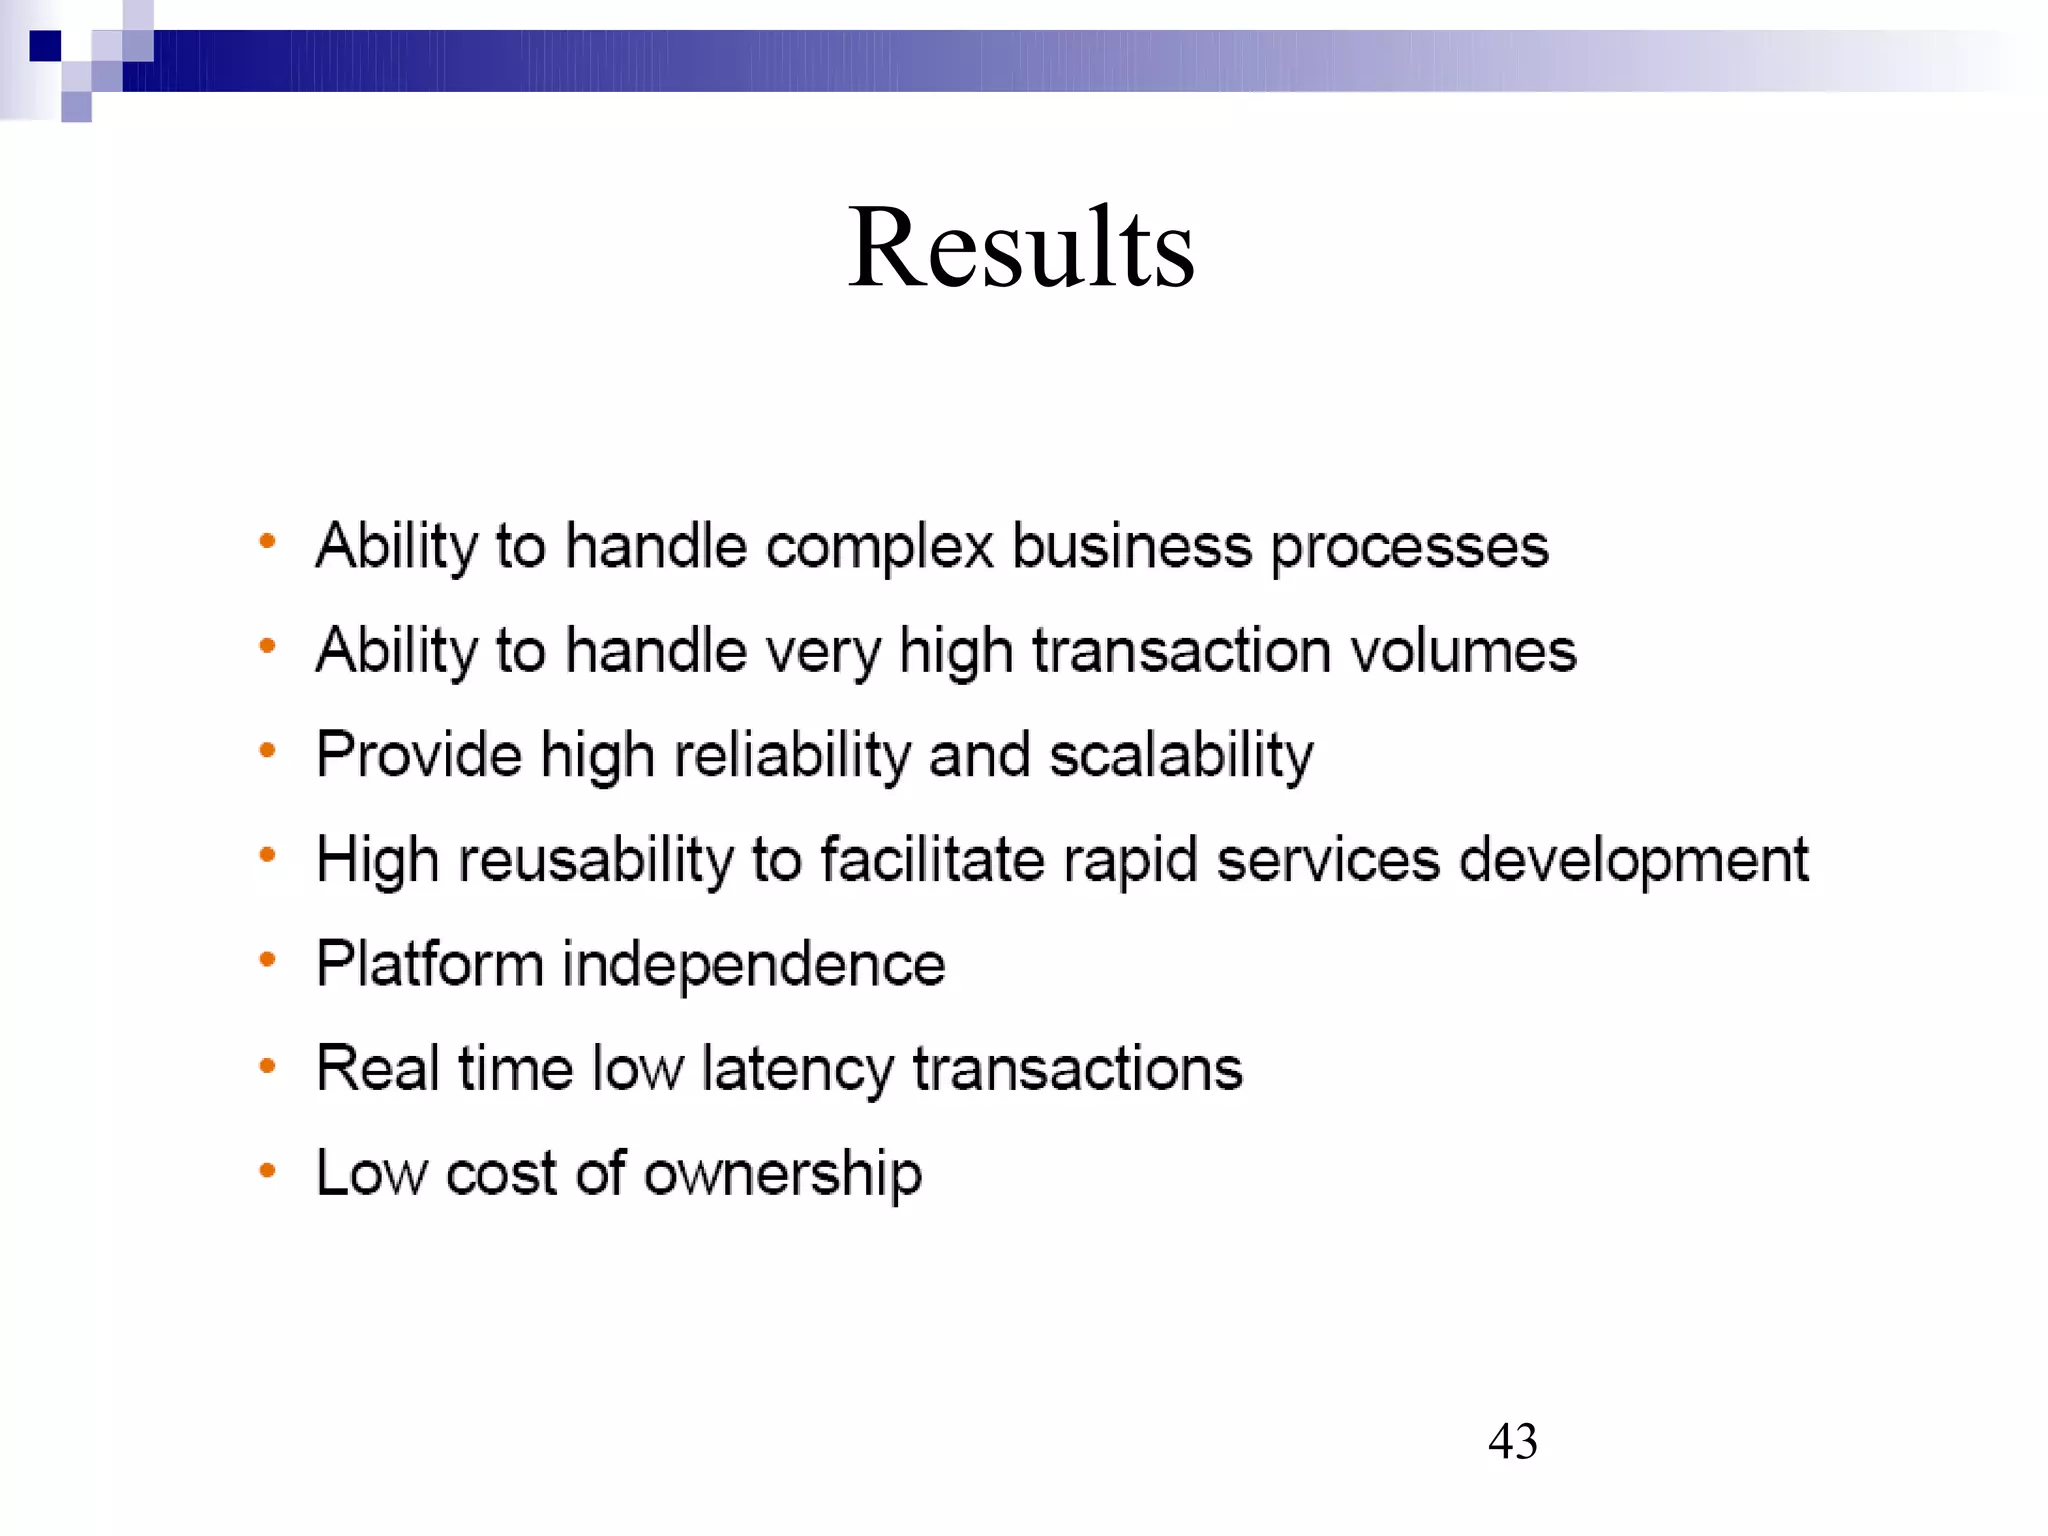 Results
• Ability to handle complex business processes
• Ability to handle very high transaction volumes
• Provide high reliability and scalability
• High reusability to facilitate rapid services development
• Platform independence
• Real time low latency transactions
• Low cost of ownership
43